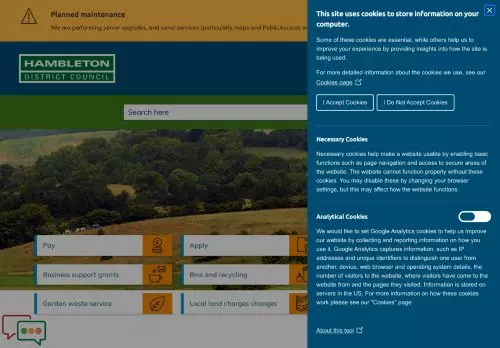 Planned maintenance
We are performing server upgrades, and some services (particularly maps and PublicAccess) w
HAMBLETON
DISTRICT COUNCIL
Search here
Pay
Apply
Business support grants
Bins and recycling
Garden waste service
Local land charges changes
This site uses cookies to store information on your
computer.
Some of these cookies are essential, while others help us to
improve your experience by providing insights into how the site is
being used.
For more detailed information about the cookies we use, see our
Cookies page
I Accept Cookies
I Do Not Accept Cookies
Necessary Cookies
Necessary cookies help make a website usable by enabling basic
functions such as page navigation and access to secure areas
of the website. The website cannot function properly without these
cookies. You may disable these by changing your browser
settings, but this may affect how the website functions.
Analytical Cookies
We would like to set Google Analytics cookies to help us improve
our website by collecting and reporting information on how you
use it. Google Analytics captures information, such as IP
addresses and unique identifiers to distinguish one user from
another, device, web browser and operating system details, the
number of visitors to the website, where visitors have come to the
website from and the pages they visited. Information is stored on
servers in the US. For more information on how these cookies
work please see our "Cookies" page.
About this tool